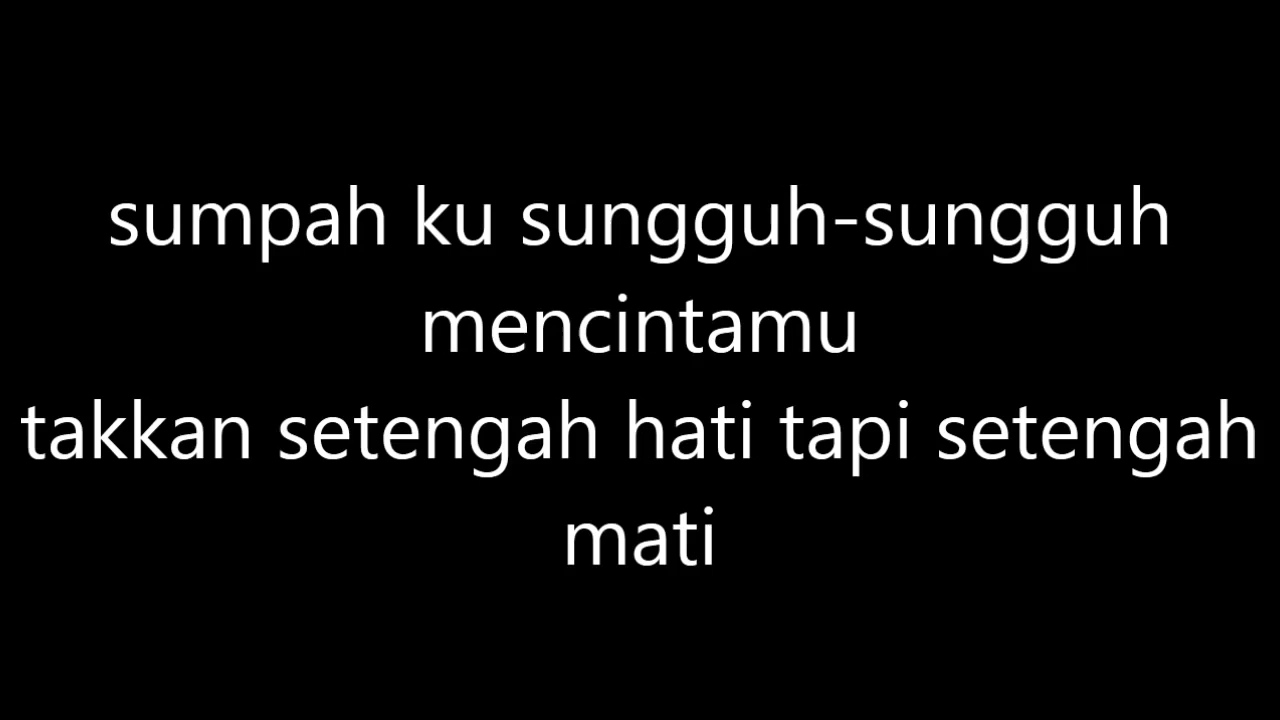 sumpah ku sungguh-sungguh
mencintamu
takkan setengah hati tapi setengah
mati